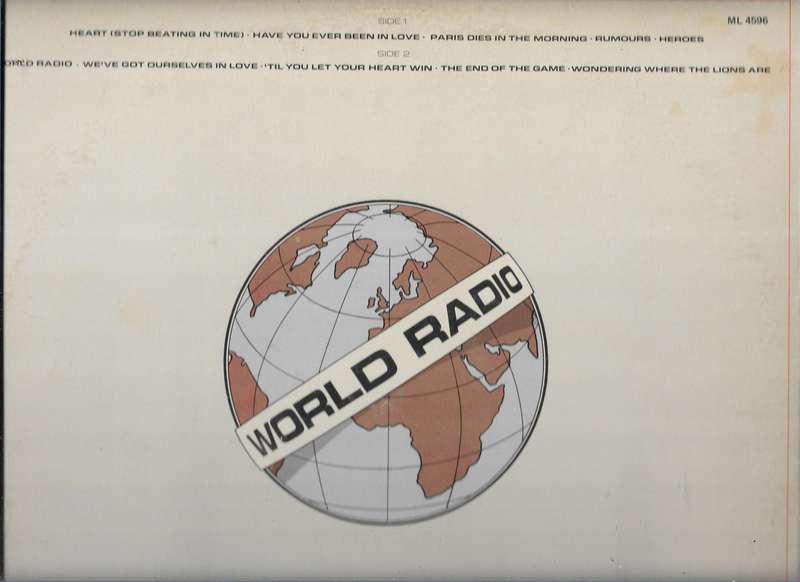 SIDE 1
ML 4596
HEART (STOP BEATING IN TIME) · HAVE YOU EVER BEEN IN LOVE · PARIS DIES IN THE MORNING · RUMOURS · HEROES
SIDE 2
ORLD RADIO · WE'VE GOT OURSELVES IN LOVE · 'TIL YOU LET YOUR HEART WIN · THE END OF THE GAME · WONDERING WHERE THE LIONS ARE
WORLD RADIO